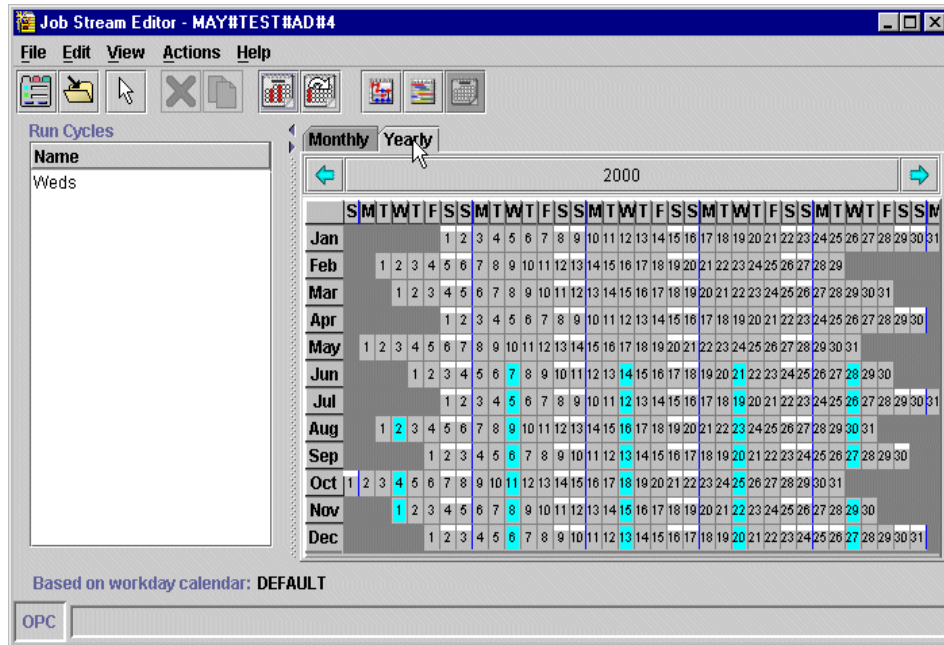 Job Stream Editor - MAY#TEST#AD#4
File Edit View Actions Help
Run Cycles
Name
Weds
Monthly Yearly
2000
S M T W T F S S M T W T F S S M T W T F S S M T W T F S S M T W T F S S M
Jan 1 2 3 4 5 6 7 8 9 10 11 12 13 14 15 16 17 18 19 20 21 22 23 24 25 26 27 28 29 30 31
Feb 1 2 3 4 5 6 7 8 9 10 11 12 13 14 15 16 17 18 19 20 21 22 23 24 25 26 27 28 29
Mar 1 2 3 4 5 6 7 8 9 10 11 12 13 14 15 16 17 18 19 20 21 22 23 24 25 26 27 28 29 30 31
Apr 1 2 3 4 5 6 7 8 9 10 11 12 13 14 15 16 17 18 19 20 21 22 23 24 25 26 27 28 29 30
May 1 2 3 4 5 6 7 8 9 10 11 12 13 14 15 16 17 18 19 20 21 22 23 24 25 26 27 28 29 30 31
Jun 1 2 3 4 5 6 7 8 9 10 11 12 13 14 15 16 17 18 19 20 21 22 23 24 25 26 27 28 29 30
Jul 1 2 3 4 5 6 7 8 9 10 11 12 13 14 15 16 17 18 19 20 21 22 23 24 25 26 27 28 29 30 31
Aug 1 2 3 4 5 6 7 8 9 10 11 12 13 14 15 16 17 18 19 20 21 22 23 24 25 26 27 28 29 30 31
Sep 1 2 3 4 5 6 7 8 9 10 11 12 13 14 15 16 17 18 19 20 21 22 23 24 25 26 27 28 29 30
Oct 1 2 3 4 5 6 7 8 9 10 11 12 13 14 15 16 17 18 19 20 21 22 23 24 25 26 27 28 29 30 31
Nov 1 2 3 4 5 6 7 8 9 10 11 12 13 14 15 16 17 18 19 20 21 22 23 24 25 26 27 28 29 30
Dec 1 2 3 4 5 6 7 8 9 10 11 12 13 14 15 16 17 18 19 20 21 22 23 24 25 26 27 28 29 30 31
Based on workday calendar: DEFAULT
OPC